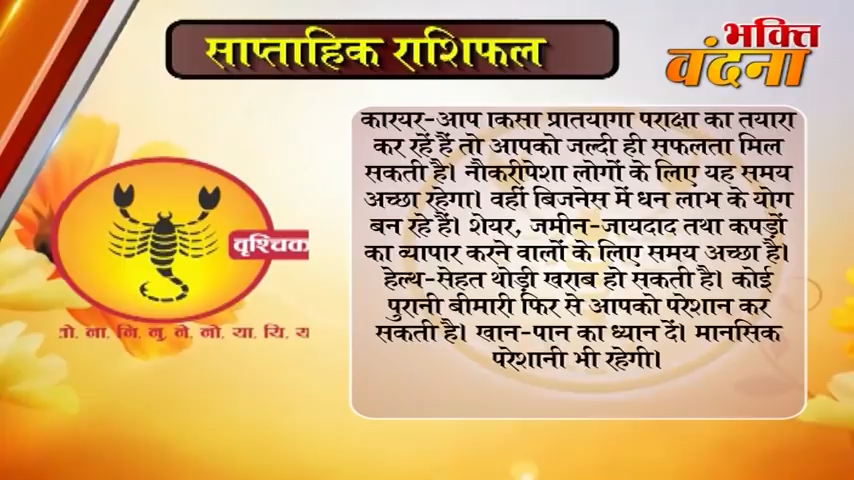 साप्ताहिक राशिफल
भक्ति
वंदना
करियर-आप किसी प्रतियोगी परीक्षा की तैयारी
कर रहें हैं तो आपको जल्दी ही सफलता मिल
सकती है। नौकरीपेशा लोगों के लिए यह समय
अच्छा रहेगा। वहीं बिजनेस में धन लाभ के योग
बन रहे हैं। शेयर, जमीन-जायदाद तथा कपड़ों
का व्यापार करने वालों के लिए समय अच्छा है।
हेल्थ-सेहत थोड़ी खराब हो सकती है। कोई
पुरानी बीमारी फिर से आपको परेशान कर
सकती है। खान-पान का ध्यान दें। मानसिक
परेशानी भी रहेगी।
वृश्चिक
ना, नि, नु, ने, नो, या, यि, य